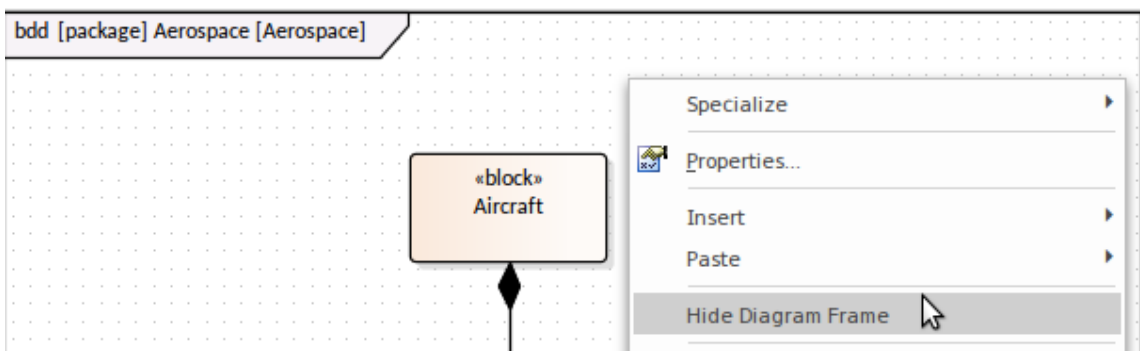 bdd [package] Aerospace [Aerospace]
«block»
Aircraft
Specialize
Properties...
Insert
Paste
Hide Diagram Frame